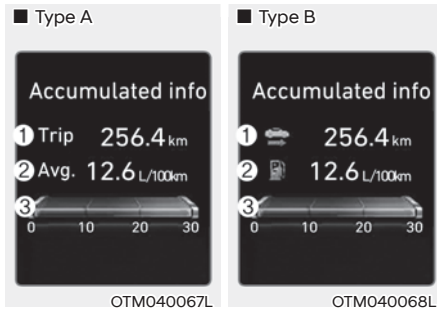 ■ Type A
Accumulated info
① Trip 256.4 km
② Avg. 12.6 L/100km
③
0 10 20 30
OTM040067L
■ Type B
Accumulated info
① 256.4 km
② 12.6 L/100km
③
0 10 20 30
OTM040068L